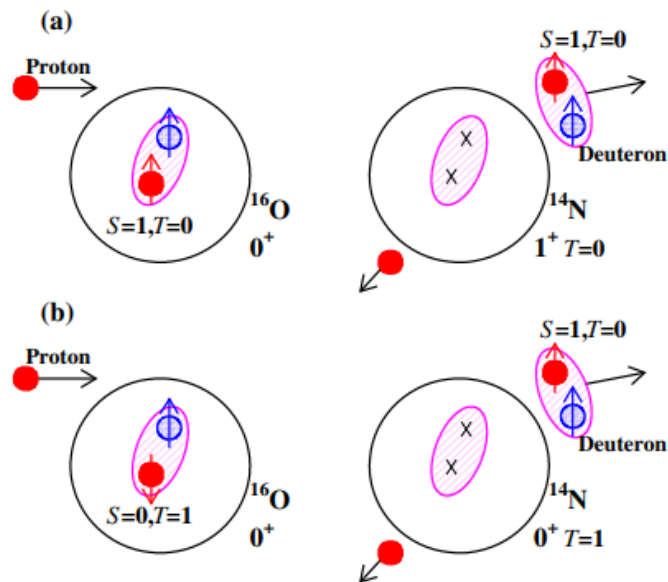 (a)
S=1,T=0
Proton
Deuteron
¹⁶O
S=1,T=0
0⁺
¹⁴N
1⁺ T=0
X
X
(b)
S=1,T=0
Proton
Deuteron
¹⁶O
S=0,T=1
0⁺
¹⁴N
0⁺ T=1
X
X